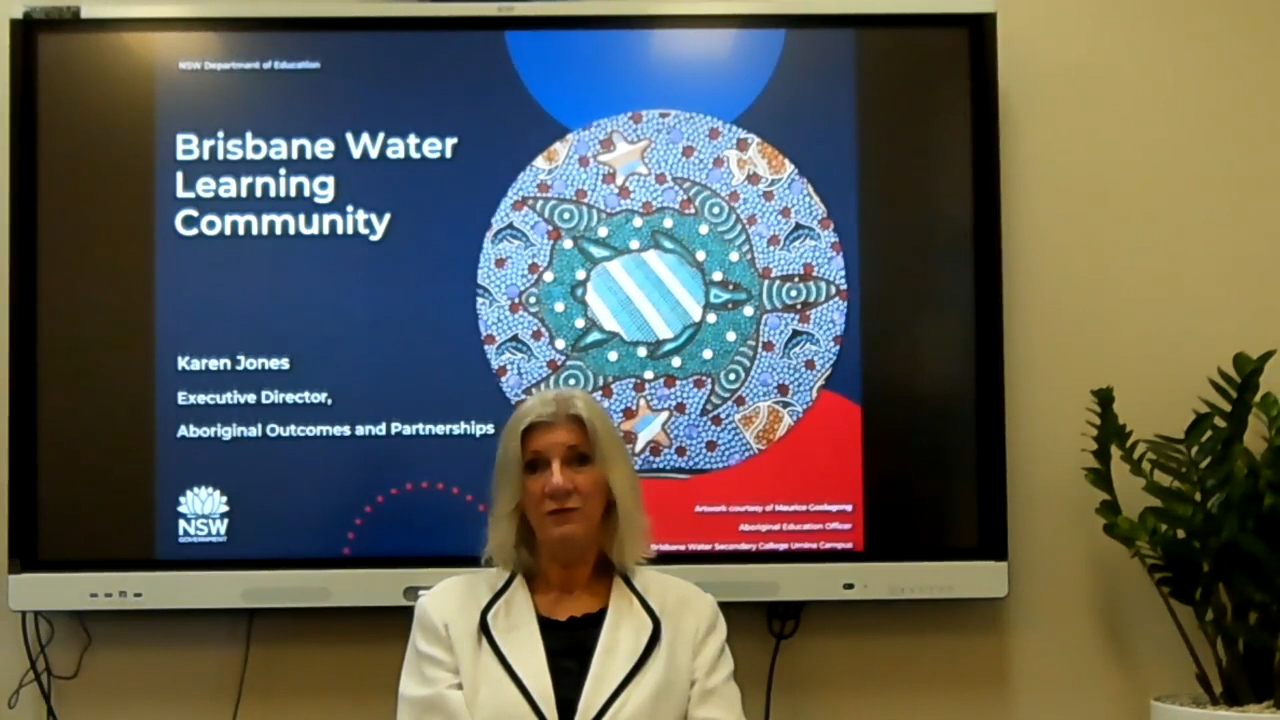 NSW Department of Education
Brisbane Water
Learning
Community
Karen Jones
Executive Director,
Aboriginal Outcomes and Partnerships
NSW
GOVERNMENT
Artwork courtesy of Maurice Goolagong
Aboriginal Education Officer
Brisbane Water Secondary College Umina Campus